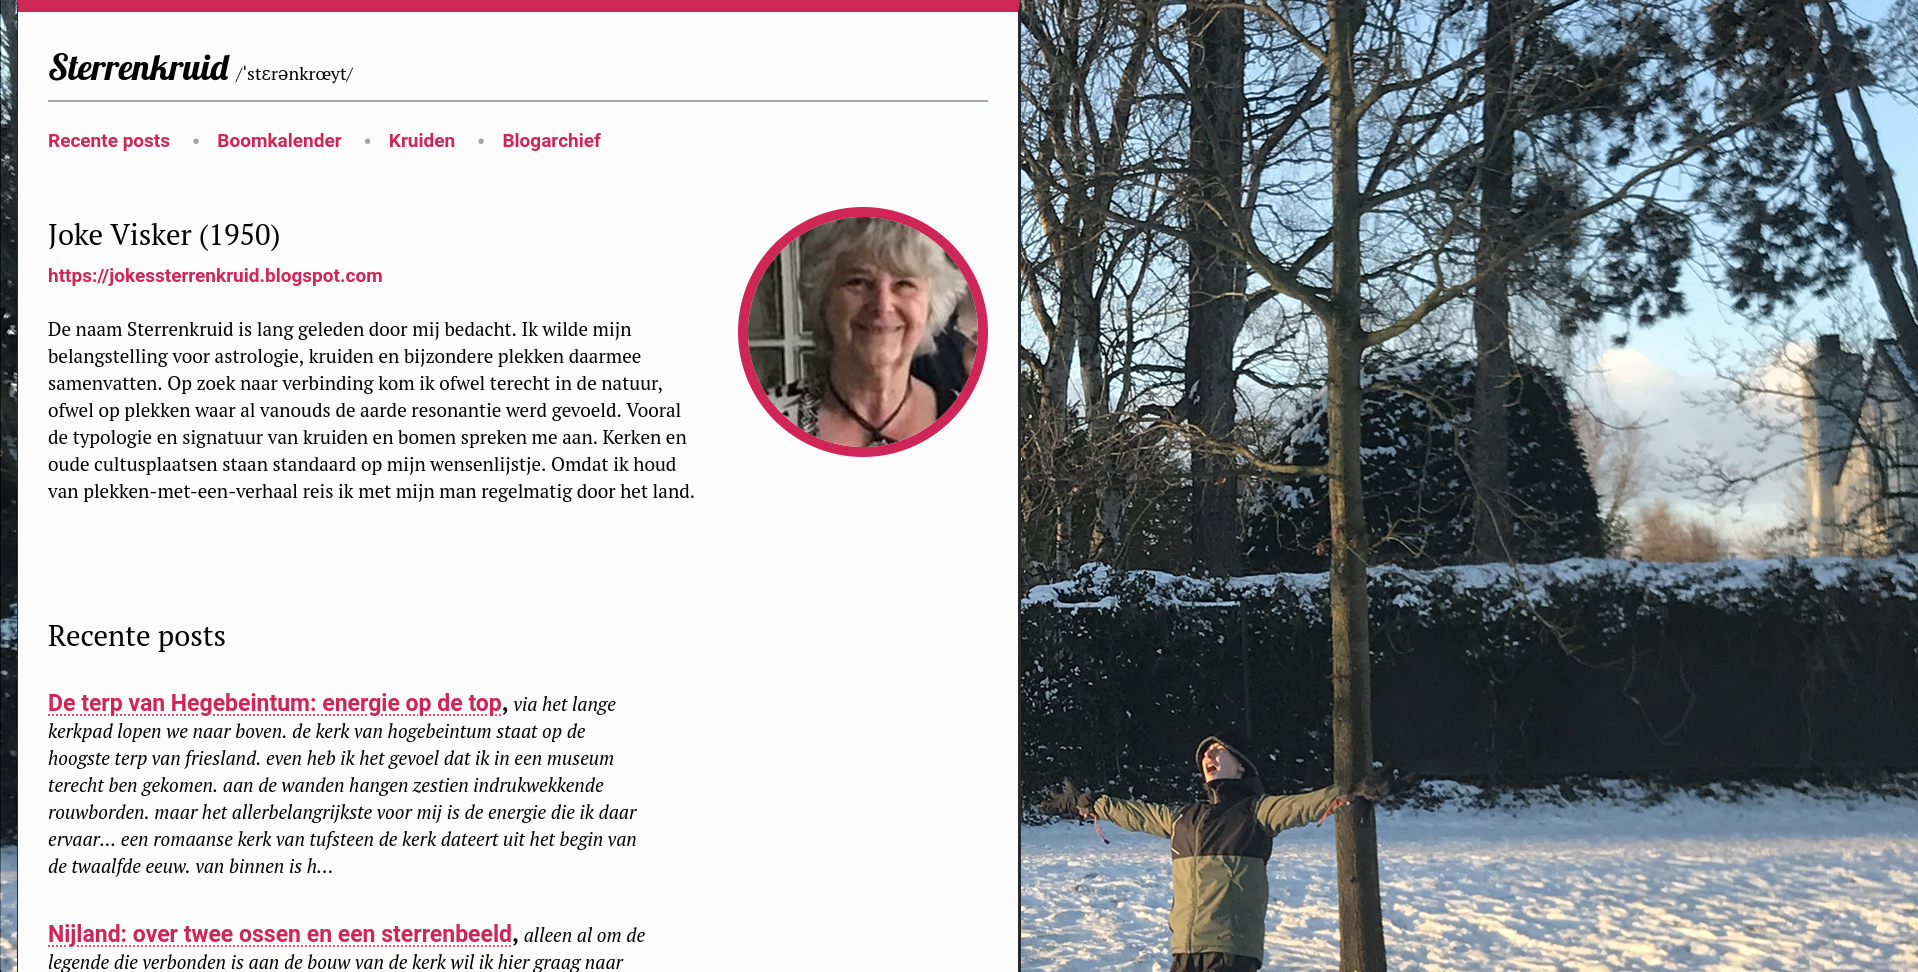 Sterrenkruid /ˈstɛrənkrœyt/
Recente posts • Boomkalender • Kruiden • Blogarchief
Joke Visker (1950)
https://jokessterrenkruid.blogspot.com
De naam Sterrenkruid is lang geleden door mij bedacht. Ik wilde mijn
belangstelling voor astrologie, kruiden en bijzondere plekken daarmee
samenvatten. Op zoek naar verbinding kom ik ofwel terecht in de natuur,
ofwel op plekken waar al vanouds de aarde resonantie werd gevoeld. Vooral
de typologie en signatuur van kruiden en bomen spreken me aan. Kerken en
oude cultusplaatsen staan standaard op mijn wensenlijstje. Omdat ik houd
van plekken-met-een-verhaal reis ik met mijn man regelmatig door het land.
Recente posts
De terp van Hegebeintum: energie op de top, via het lange
kerkpad lopen we naar boven. de kerk van hogebeintum staat op de
hoogste terp van friesland. even heb ik het gevoel dat ik in een museum
terecht ben gekomen. aan de wanden hangen zestien indrukwekkende
rouwborden. maar het allerbelangrijkste voor mij is de energie die ik daar
ervaar... een romaanse kerk van tufsteen de kerk dateert uit het begin van
de twaalfde eeuw. van binnen is h...
Nijland: over twee ossen en een sterrenbeeld, alleen al om de
legende die verbonden is aan de bouw van de kerk wil ik hier graag naar